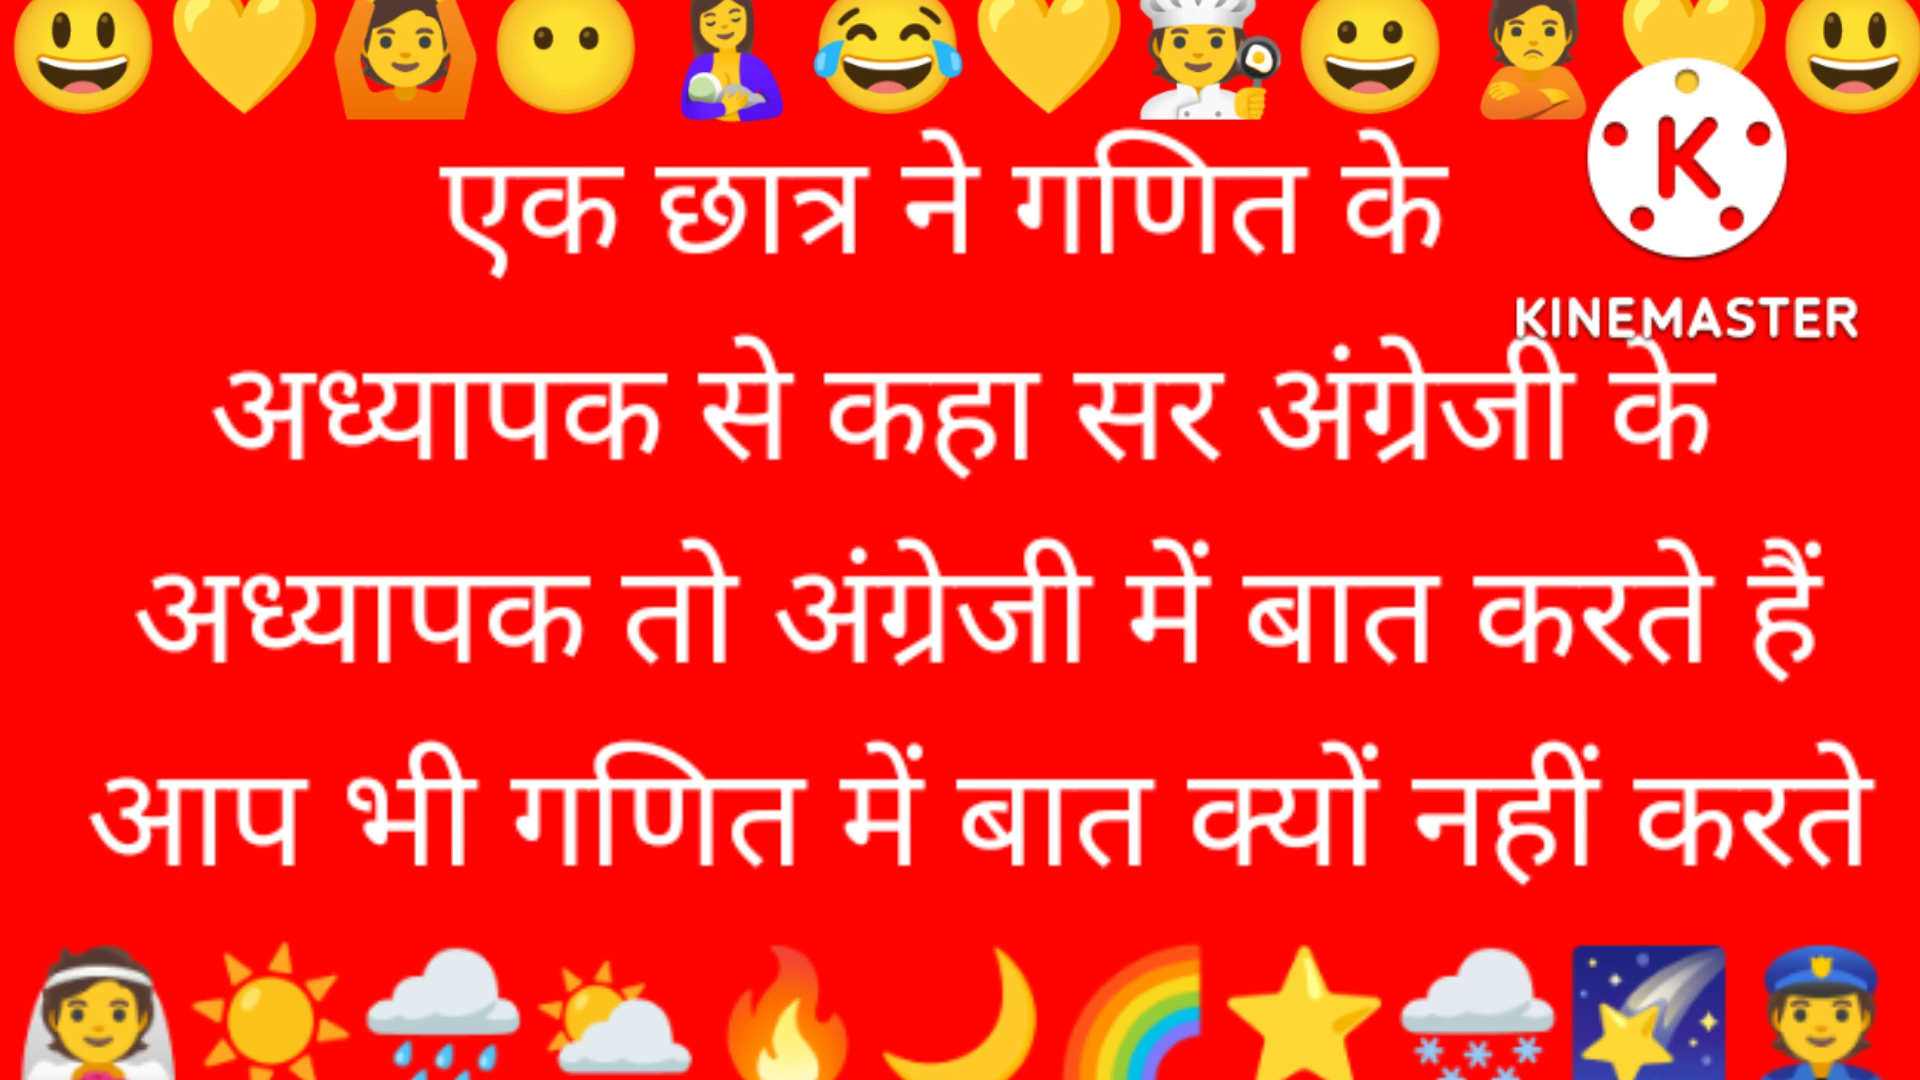 एक छात्र ने गणित के
KINEMASTER
अध्यापक से कहा सर अंग्रेजी के
अध्यापक तो अंग्रेजी में बात करते हैं
आप भी गणित में बात क्यों नहीं करते